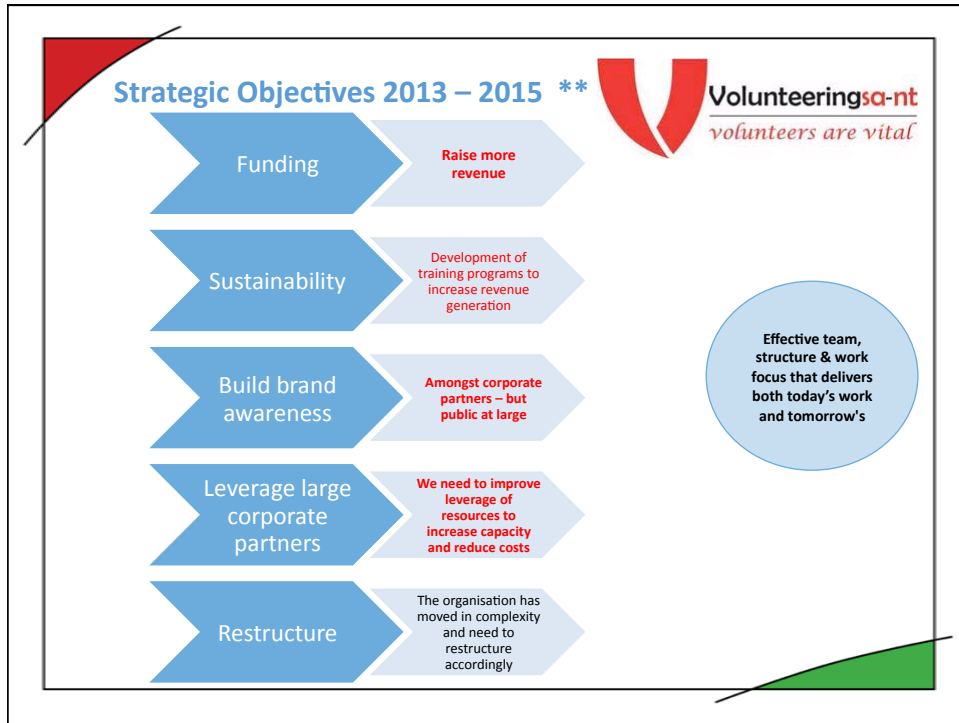 Strategic Objectives 2013 – 2015 **
Volunteeringsa-nt
volunteers are vital
Funding
Raise more
revenue
Sustainability
Development of
training programs to
increase revenue
generation
Build brand
awareness
Amongst corporate
partners – but
public at large
Leverage large
corporate
partners
We need to improve
leverage of
resources to
increase capacity
and reduce costs
Restructure
The organisation has
moved in complexity
and need to
restructure
accordingly
Effective team,
structure & work
focus that delivers
both today’s work
and tomorrow's